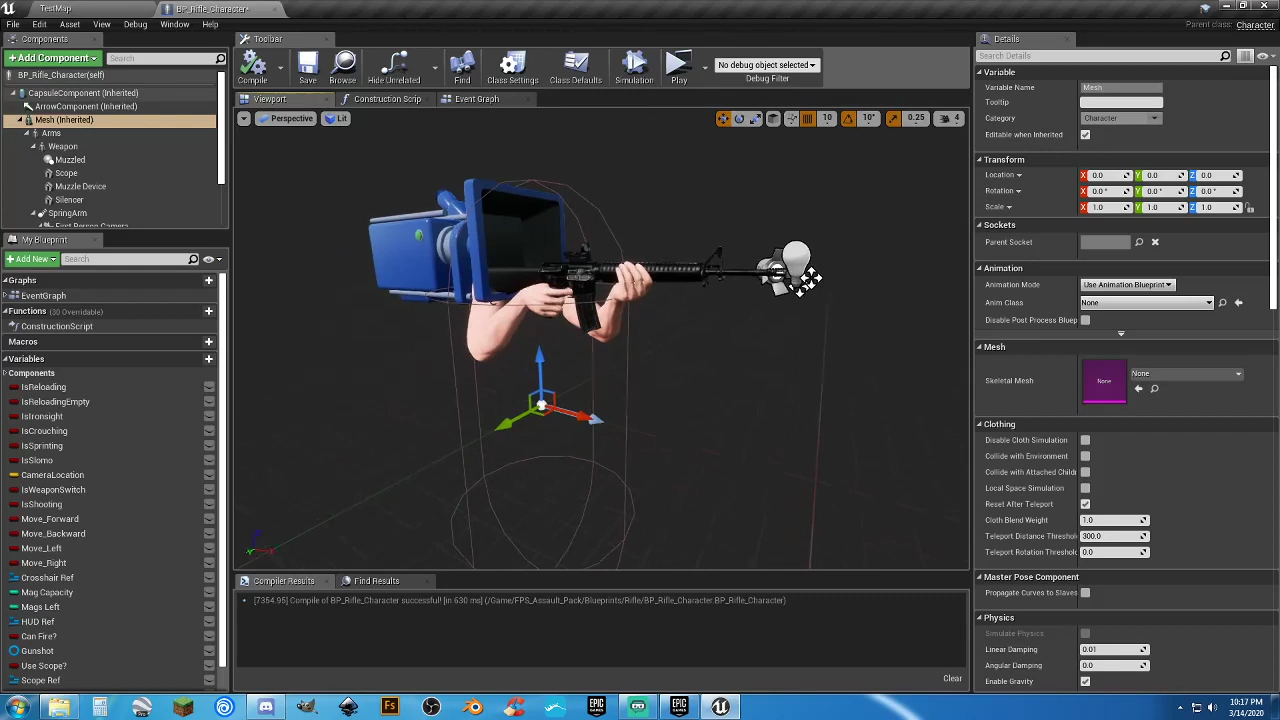 TestMap
BP_Rifle_Character*
File Edit Asset View Debug Window Help
Parent class: Character
Components
+ Add Component
Search
BP_Rifle_Character(self)
CapsuleComponent (Inherited)
ArrowComponent (Inherited)
Mesh (Inherited)
Arms
Weapon
Muzzled
Scope
Muzzle Device
Silencer
SpringArm
First Person Camera
My Blueprint
+ Add New
Search
Graphs
EventGraph
Functions (30 Overridable)
ConstructionScript
Macros
Variables
Components
IsReloading
IsReloadingEmpty
IsIronsight
IsCrouching
IsSprinting
IsSlomo
CameraLocation
IsWeaponSwitch
IsShooting
Move_Forward
Move_Backward
Move_Left
Move_Right
Crosshair Ref
Mag Capacity
Mags Left
HUD Ref
Can Fire?
Gunshot
Use Scope?
Scope Ref
Toolbar
Compile Save Browse Hide Unrelated Find Class Settings Class Defaults Simulation Play
No debug object selected
Debug Filter
Viewport Construction Scrip Event Graph
Perspective Lit
10 10° 0.25 4
Compiler Results Find Results
[7354.95] Compile of BP_Rifle_Character successful! [in 630 ms] (/Game/FPS_Assault_Pack/Blueprints/Rifle/BP_Rifle_Character.BP_Rifle_Character)
Clear
Details
Search Details
Variable
Variable Name Mesh
Tooltip
Category Character
Editable when Inherited
Transform
Location X 0.0 Y 0.0 Z 0.0
Rotation X 0.0° Y 0.0° Z 0.0°
Scale X 1.0 Y 1.0 Z 1.0
Sockets
Parent Socket
Animation
Animation Mode Use Animation Blueprint
Anim Class None
Disable Post Process Bluep
Mesh
Skeletal Mesh None None
Clothing
Disable Cloth Simulation
Collide with Environment
Collide with Attached Childr
Local Space Simulation
Reset After Teleport
Cloth Blend Weight 1.0
Teleport Distance Threshol 300.0
Teleport Rotation Threshol 0.0
Master Pose Component
Propagate Curves to Slaves
Physics
Simulate Physics
Linear Damping 0.01
Angular Damping 0.0
Enable Gravity
Fs
EPIC GAMES
EPIC GAMES
10:17 PM
3/14/2020